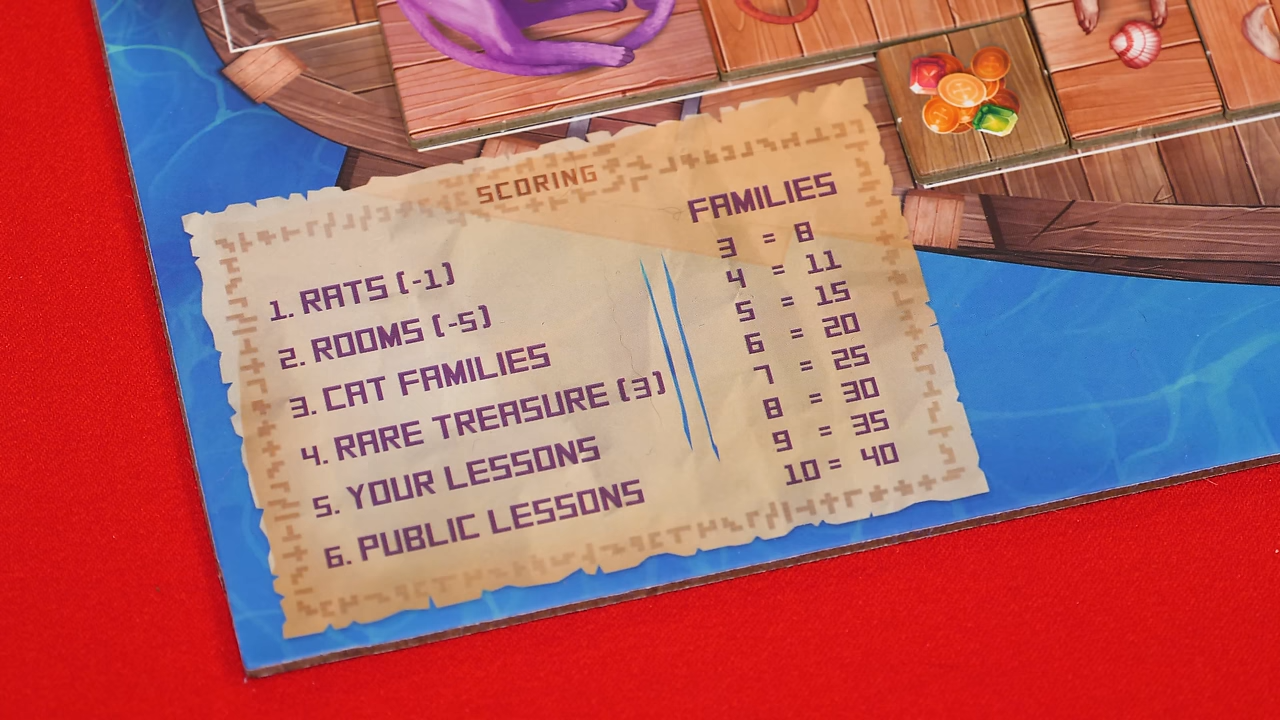 SCORING
1. RATS (-1)
2. ROOMS (-5)
3. CAT FAMILIES
4. RARE TREASURE (3)
5. YOUR LESSONS
6. PUBLIC LESSONS
FAMILIES
3 = 8
4 = 11
5 = 15
6 = 20
7 = 25
8 = 30
9 = 35
10 = 40